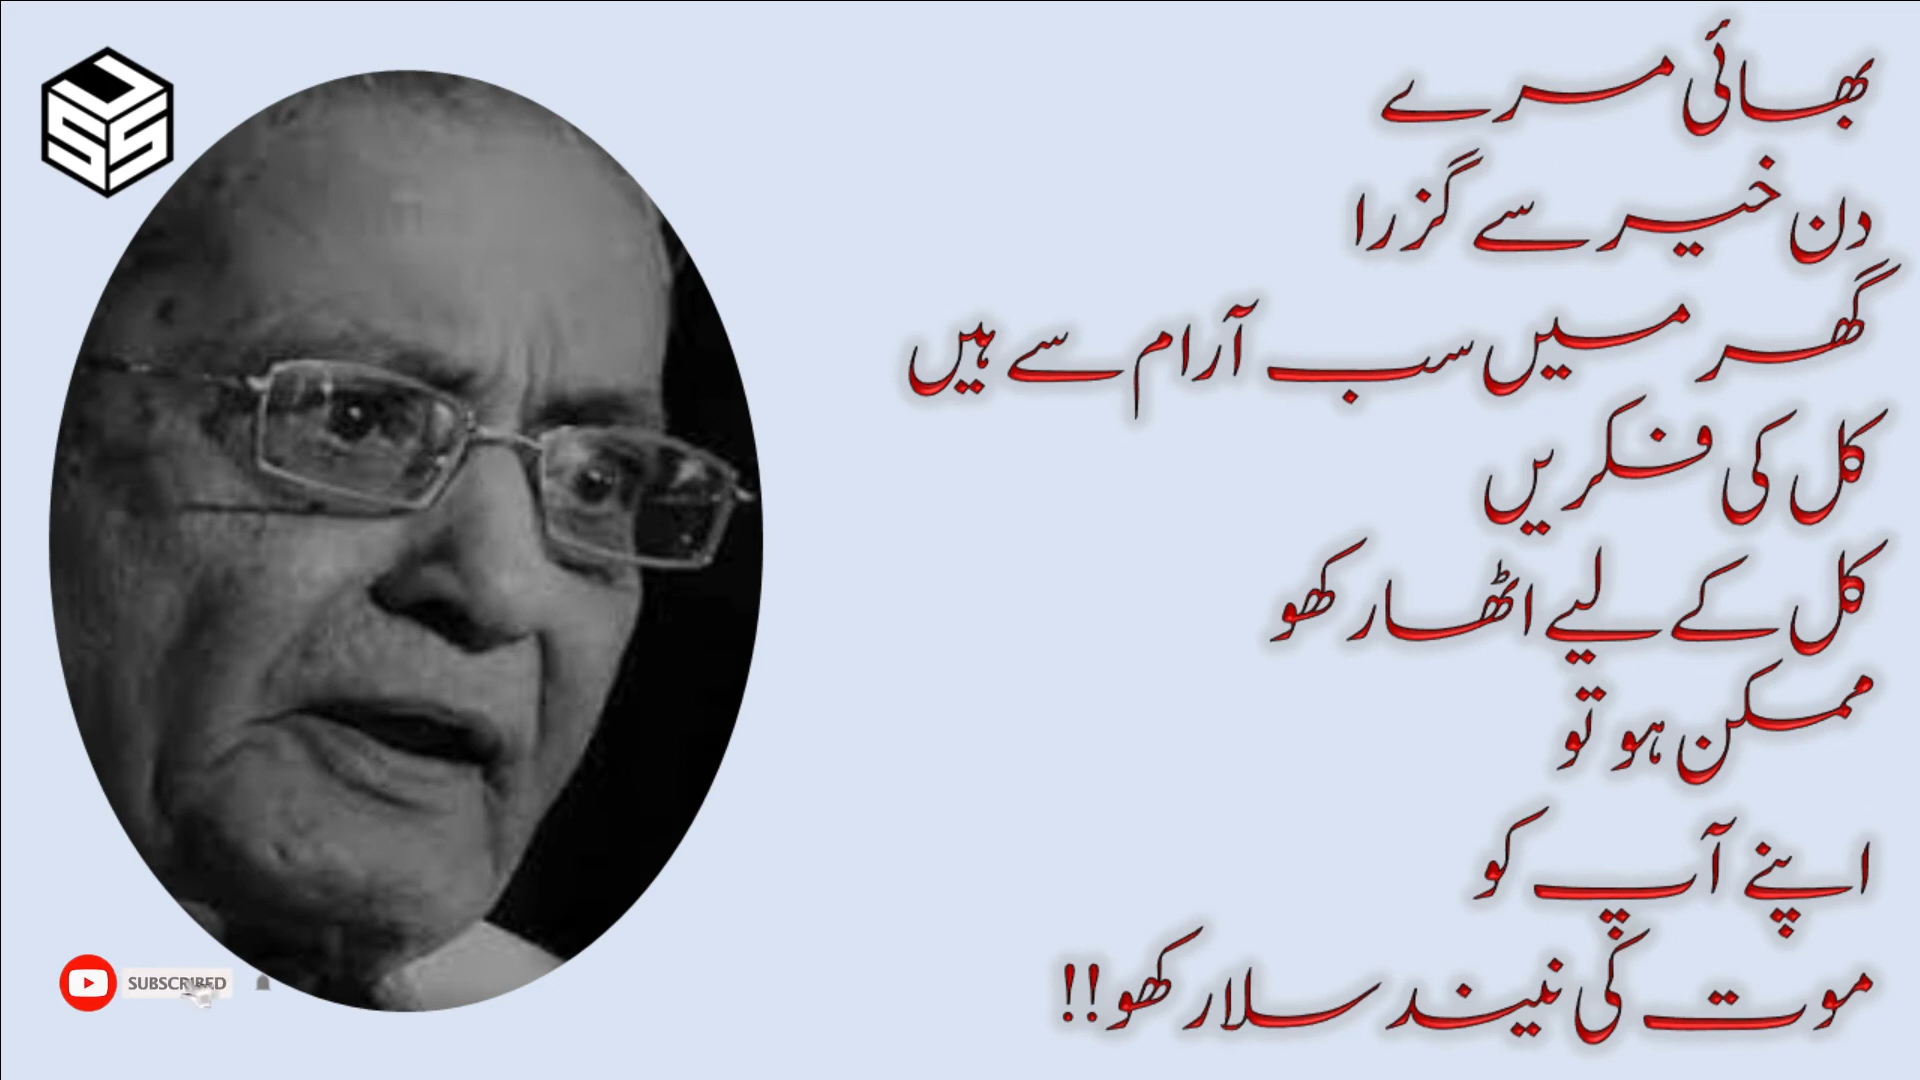 بھائی مرے
دن خیر سے گزرا
گھر میں سب آرام سے ہیں
کل کی فکریں
کل کے لیے اٹھا رکھو
ممکن ہو تو
اپنے آپ کو
موت کی نیند سلا رکھو!!
USS
SUBSCRIBED